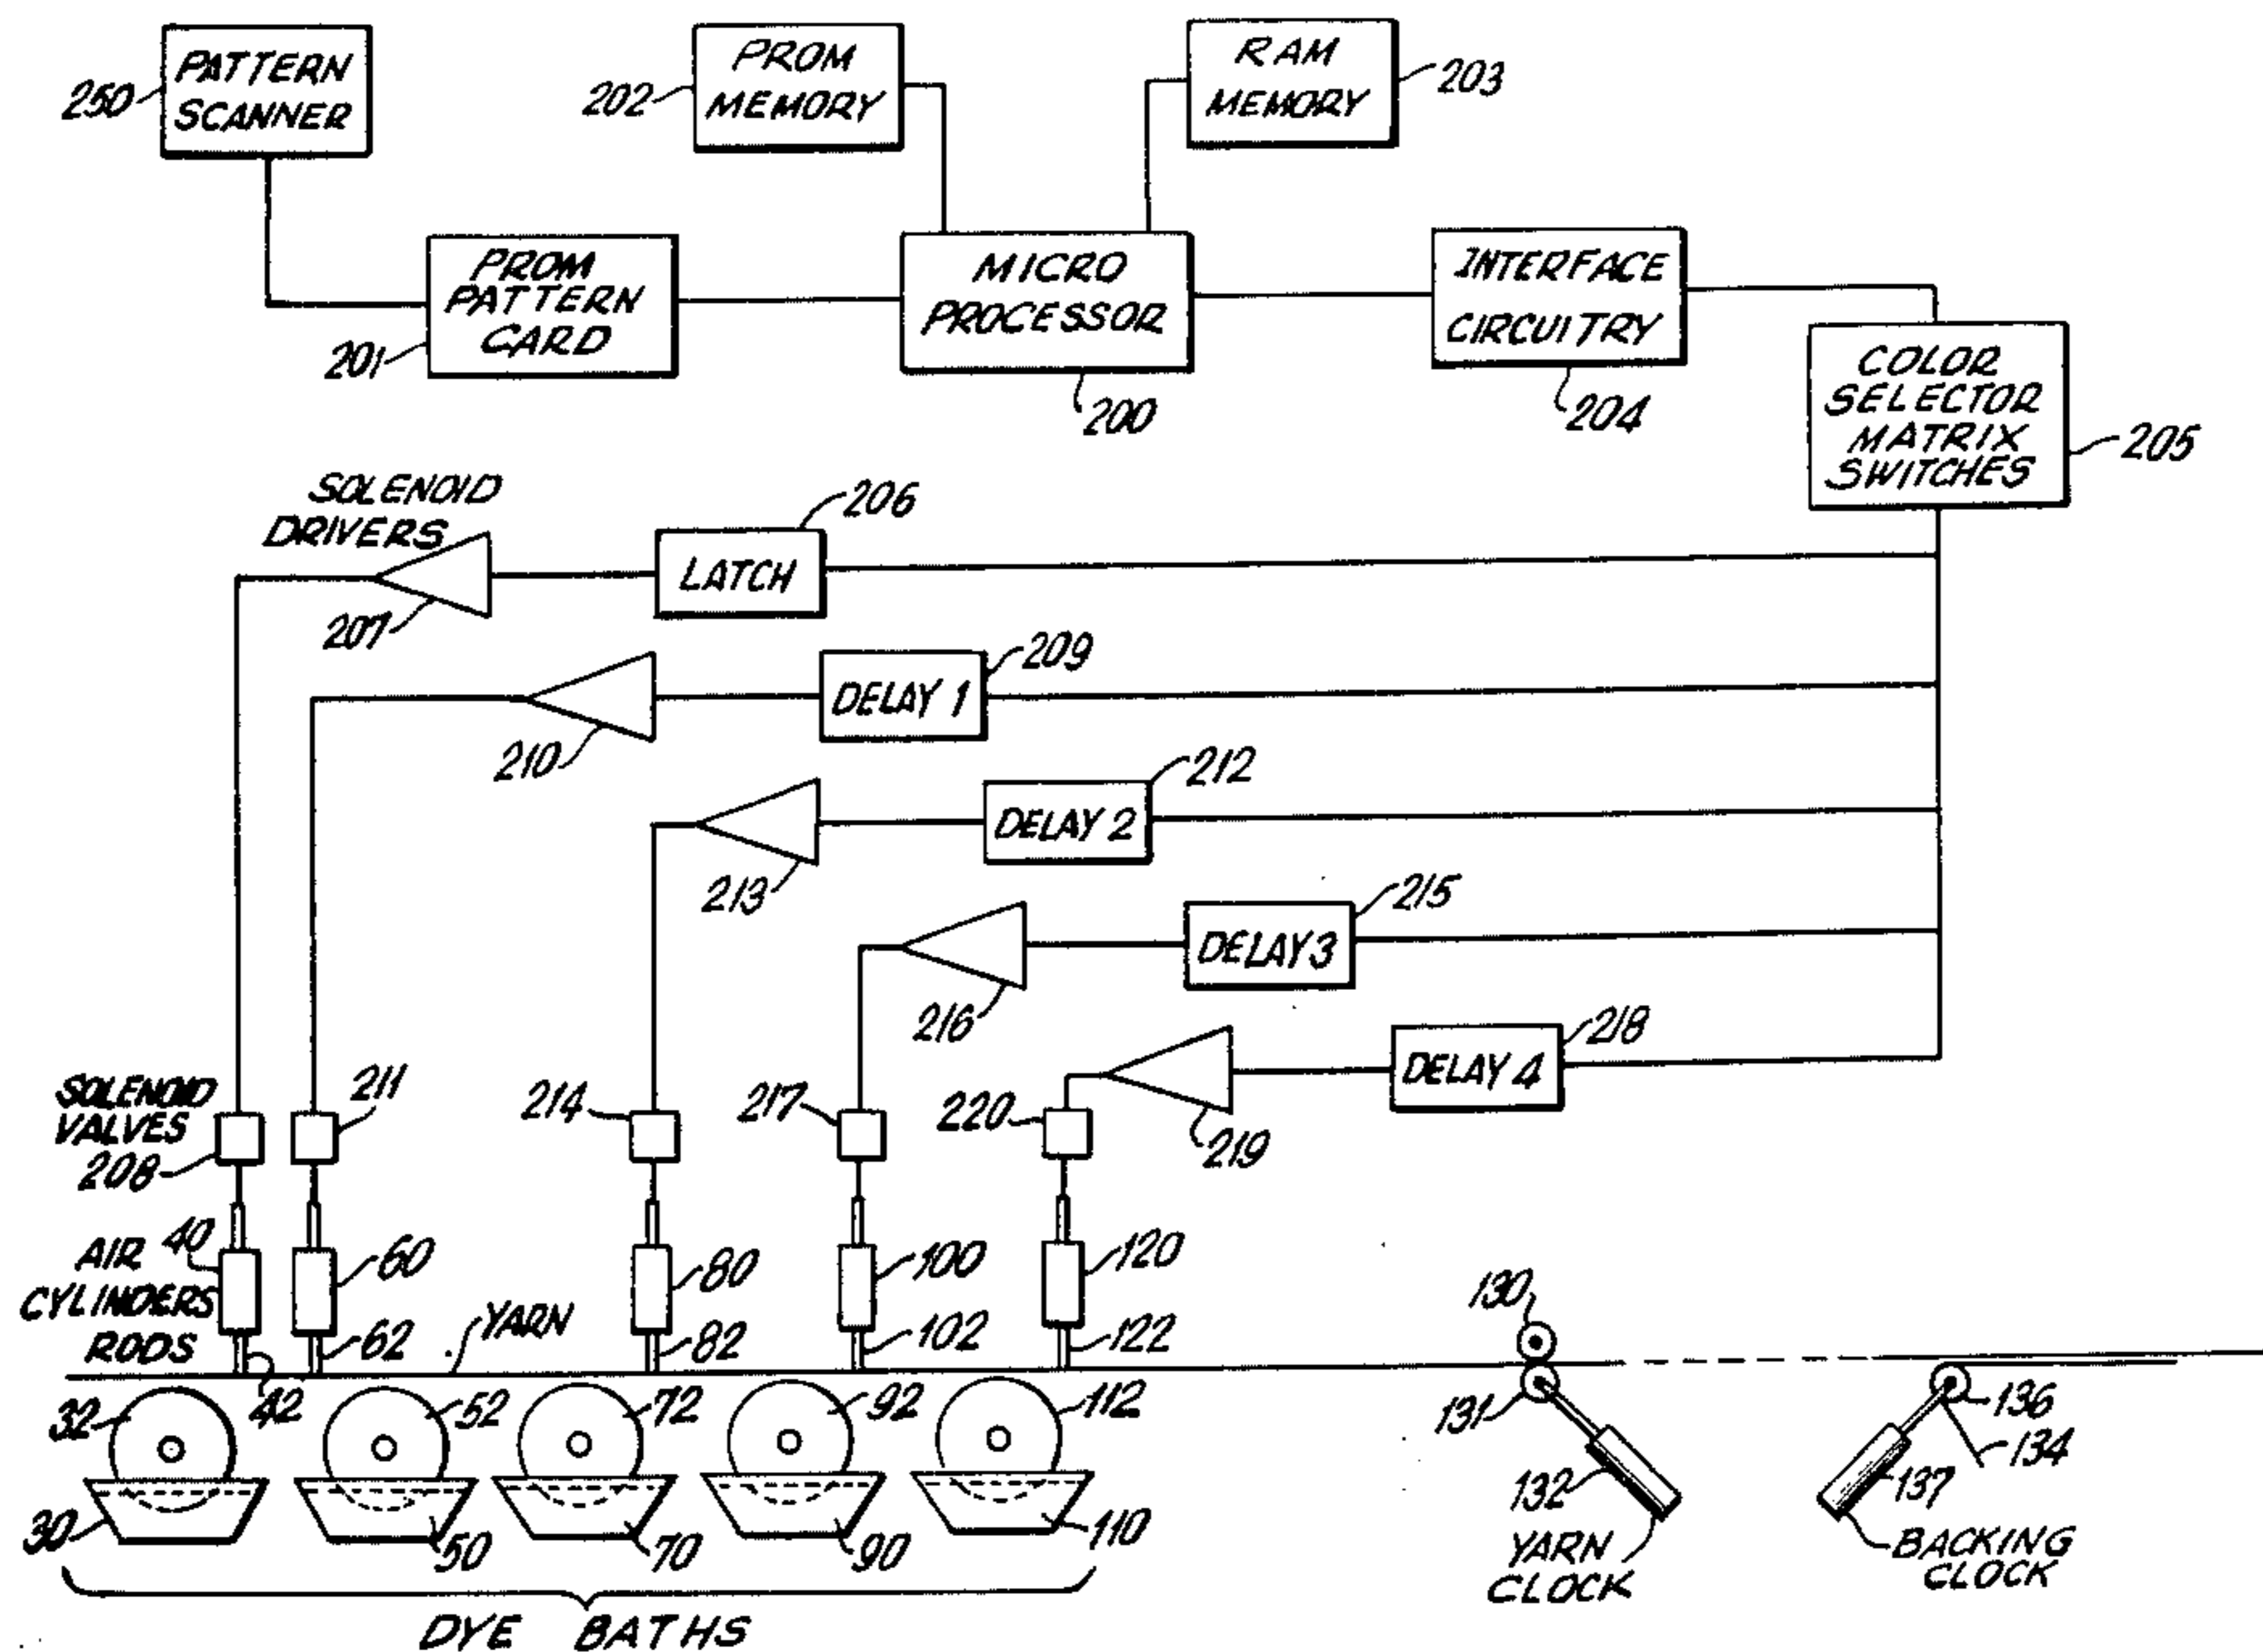 PATTERN
SCANNER
250
PROM
MEMORY
202
RAM
MEMORY
203
PROM
PATTERN
CARD
201
MICRO
PROCESSOR
200
INTERFACE
CIRCUITRY
204
COLOR
SELECTOR
MATRIX
SWITCHES
205
SOLENOID
DRIVERS
207
LATCH
206
210
DELAY 1
209
213
DELAY 2
212
216
DELAY 3
215
219
DELAY 4
218
SOLENOID
VALVES
208
211
214
217
220
AIR
CYLINDERS
40
60
80
100
120
RODS
42
62
YARN
82
102
122
130
131
132
YARN
CLOCK
136
134
137
BACKING
CLOCK
32
52
72
92
112
30
50
70
90
110
DYE BATHS